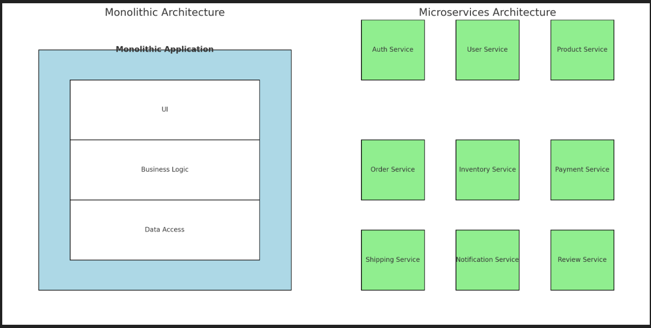 Monolithic Architecture
Monolithic Application
UI
Business Logic
Data Access
Microservices Architecture
Auth Service
User Service
Product Service
Order Service
Inventory Service
Payment Service
Shipping Service
Notification Service
Review Service